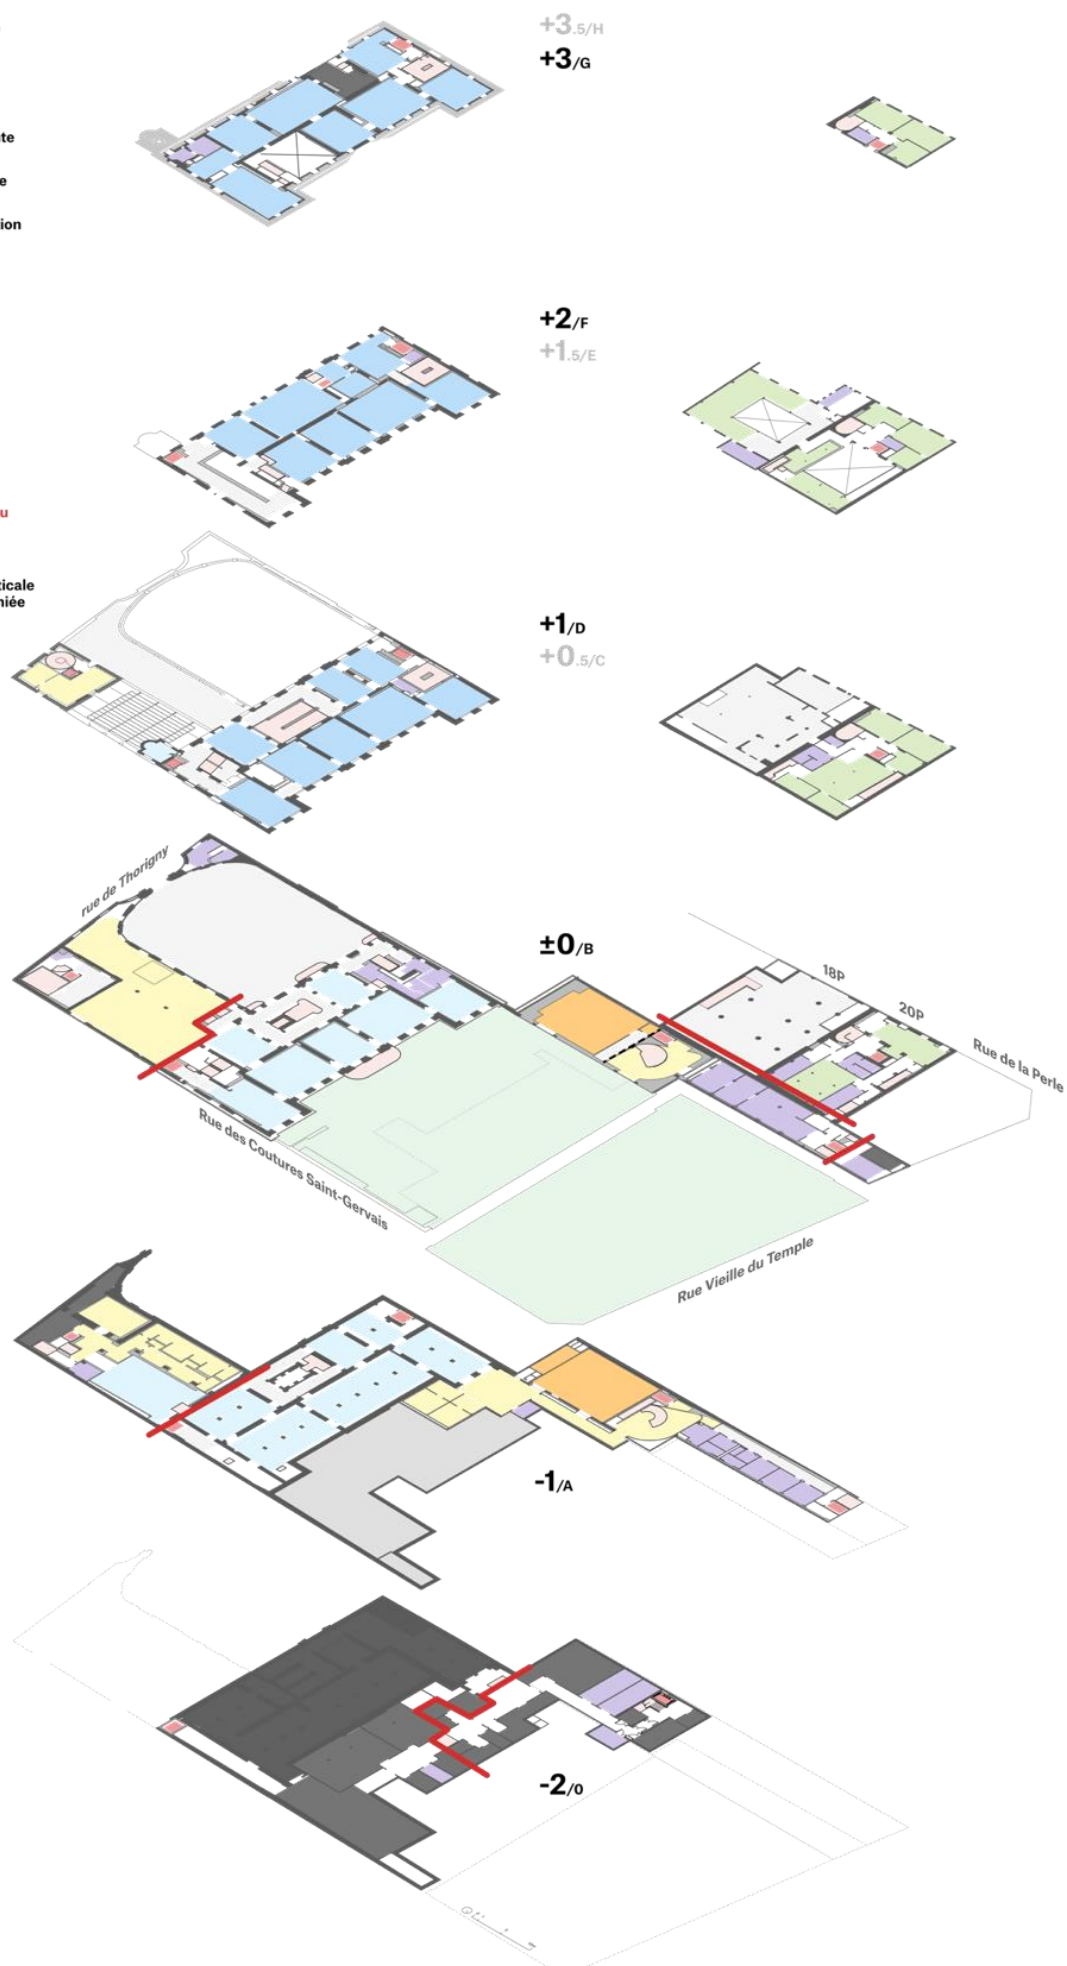 +3.5/H
+3/G
te
e
ion
+2/F
+1.5/E
u
ticale
niée
+1/D
+0.5/C
rue de Thorigny
±0/B
18P
20P
Rue de la Perle
Rue des Coutures Saint-Gervais
Rue Vieille du Temple
-1/A
-2/0